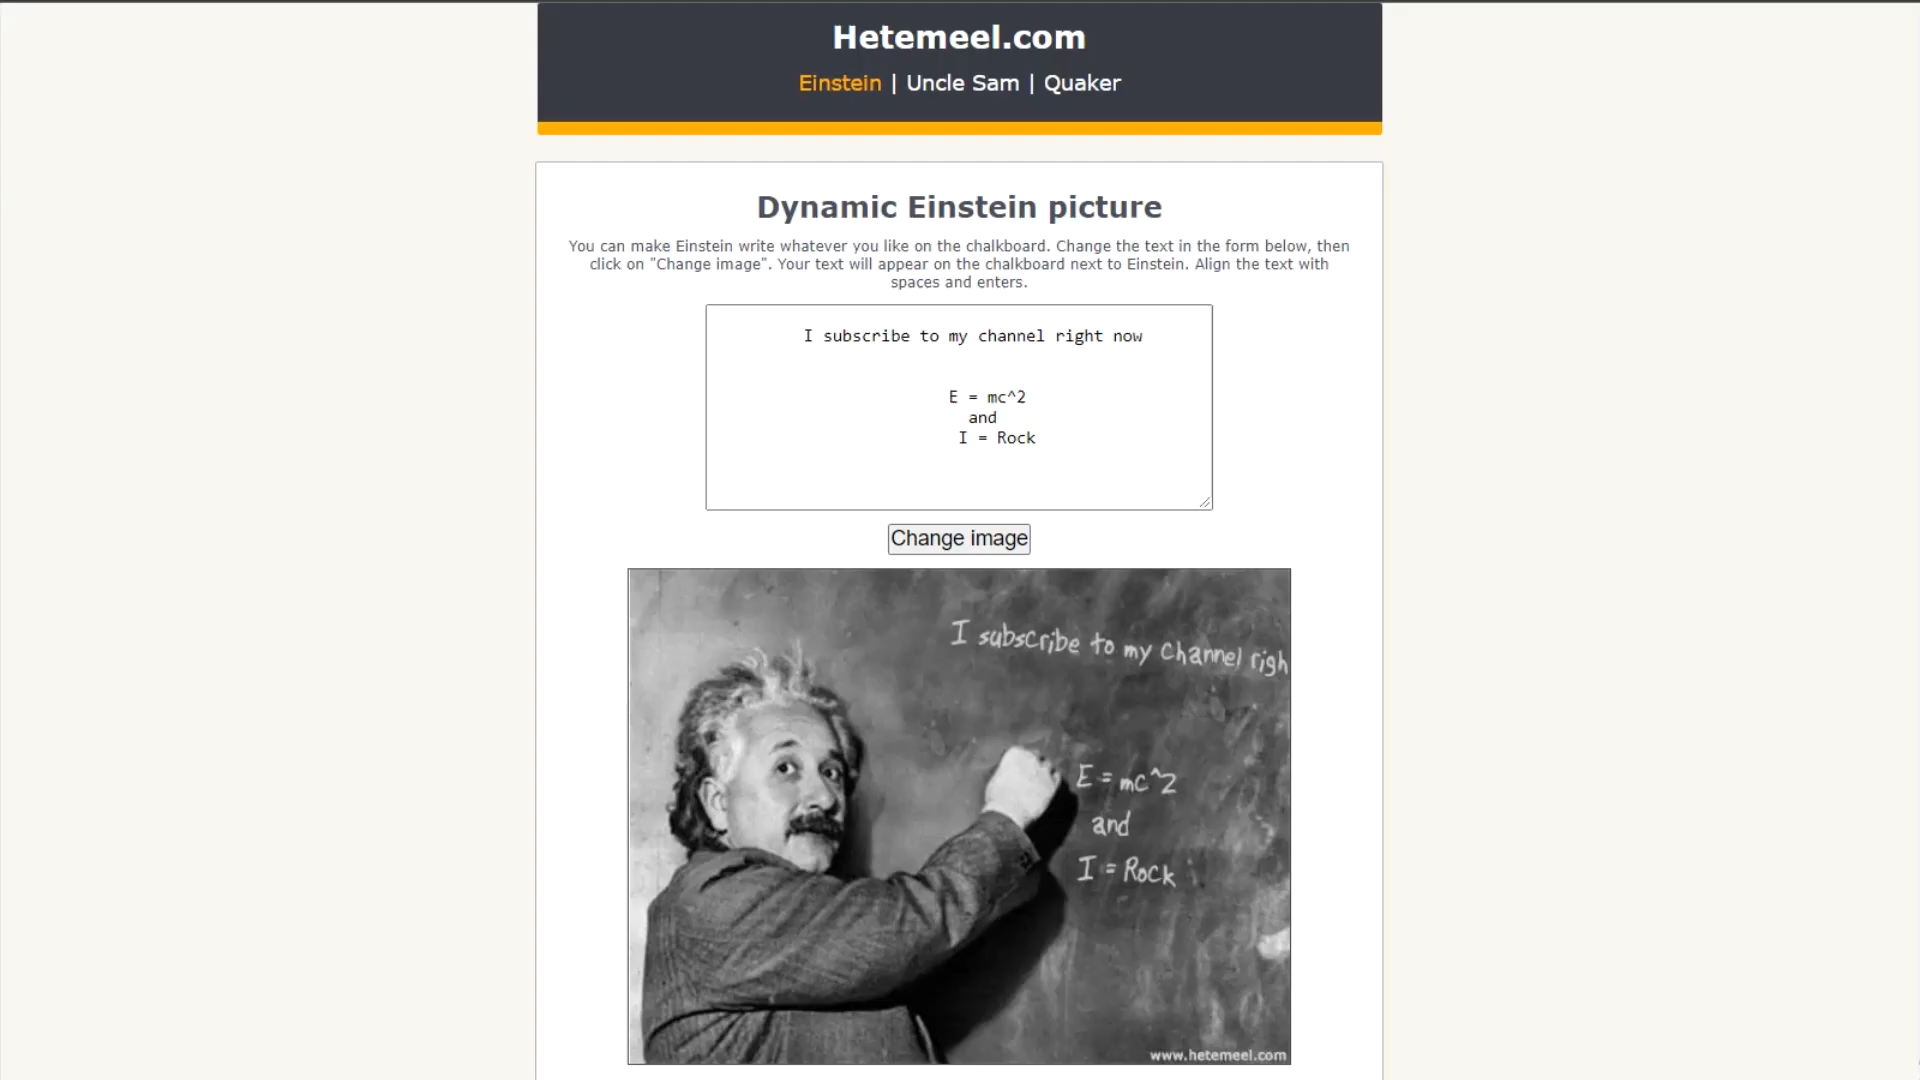 Hetemeel.com
Einstein | Uncle Sam | Quaker
Dynamic Einstein picture
You can make Einstein write whatever you like on the chalkboard. Change the text in the form below, then
click on "Change image". Your text will appear on the chalkboard next to Einstein. Align the text with
spaces and enters.
I subscribe to my channel right now
E = mc^2
and
I = Rock
Change image
I subscribe to my channel righ
E = mc^2
and
I = Rock
www.hetemeel.com